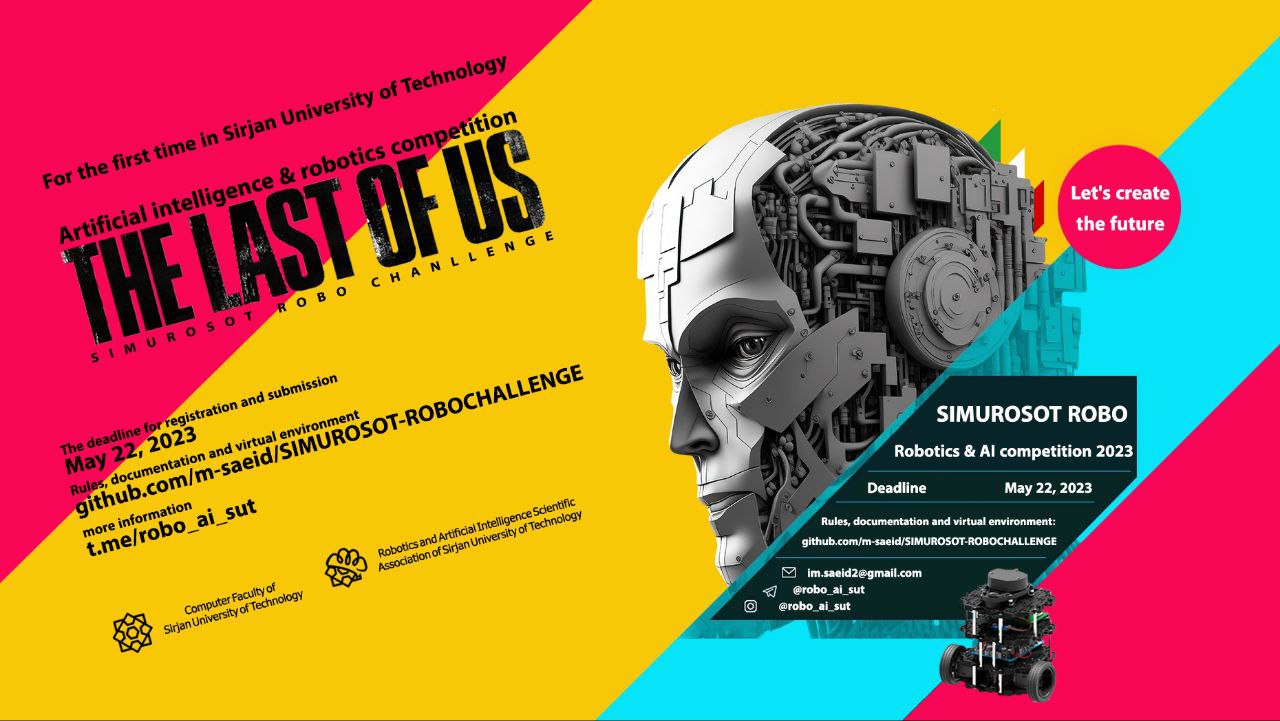 For the first time in Sirjan University of Technology
Artificial intelligence & robotics competition
THE LAST OF US
SIMUROSOT ROBO CHANLLENGE
The deadline for registration and submission
May 22, 2023
Rules, documentation and virtual environment
github.com/m-saeid/SIMUROSOT-ROBOCHALLENGE
more information
t.me/robo_ai_sut
Computer Faculty of
Sirjan University of Technology
Robotics and Artificial Intelligence Scientific
Association of Sirjan University of Technology
Let's create
the future
SIMUROSOT ROBO
Robotics & AI competition 2023
Deadline May 22, 2023
Rules, documentation and virtual environment:
github.com/m-saeid/SIMUROSOT-ROBOCHALLENGE
im.saeid2@gmail.com
@robo_ai_sut
@robo_ai_sut